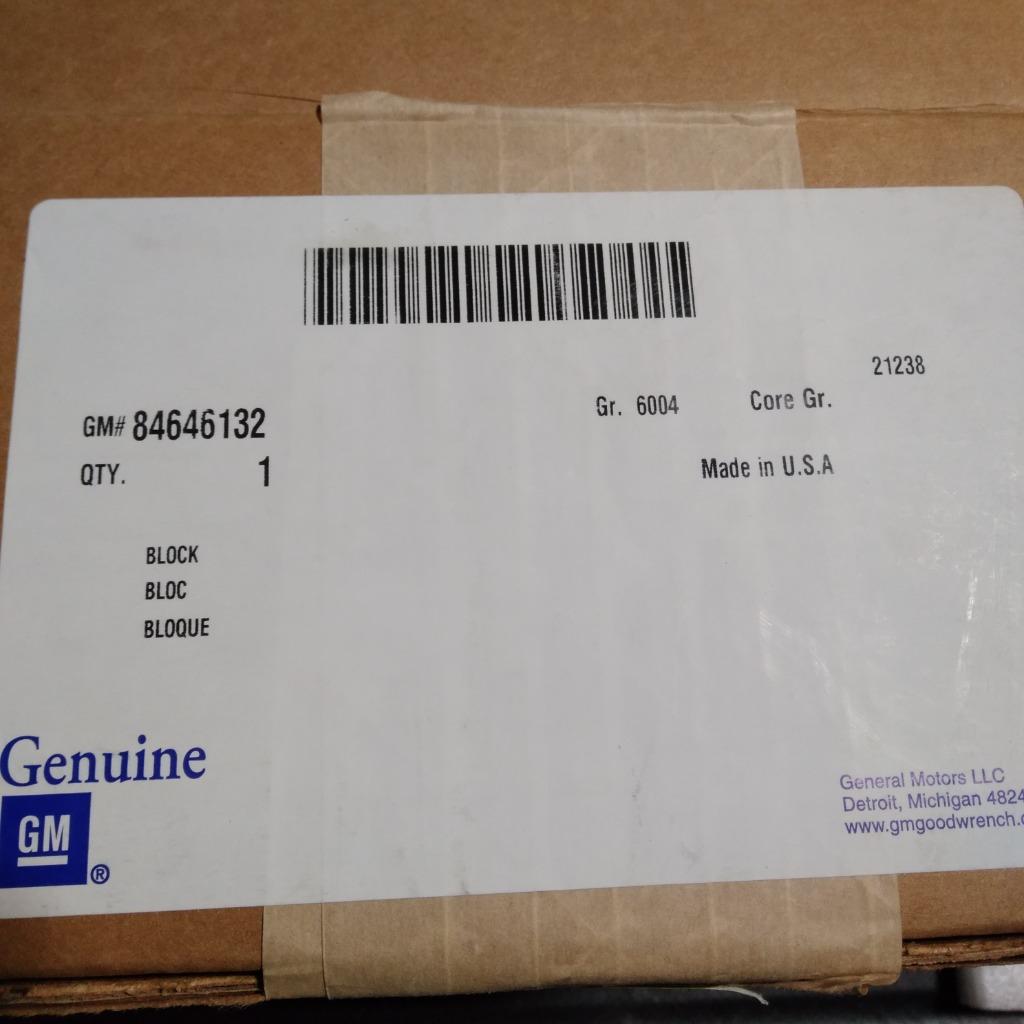 21238
Gr. 6004 Core Gr.
GM# 84646132
QTY. 1
Made in U.S.A
BLOCK
BLOC
BLOQUE
Genuine
GM
®
General Motors LLC
Detroit, Michigan 4824
www.gmgoodwrench.c